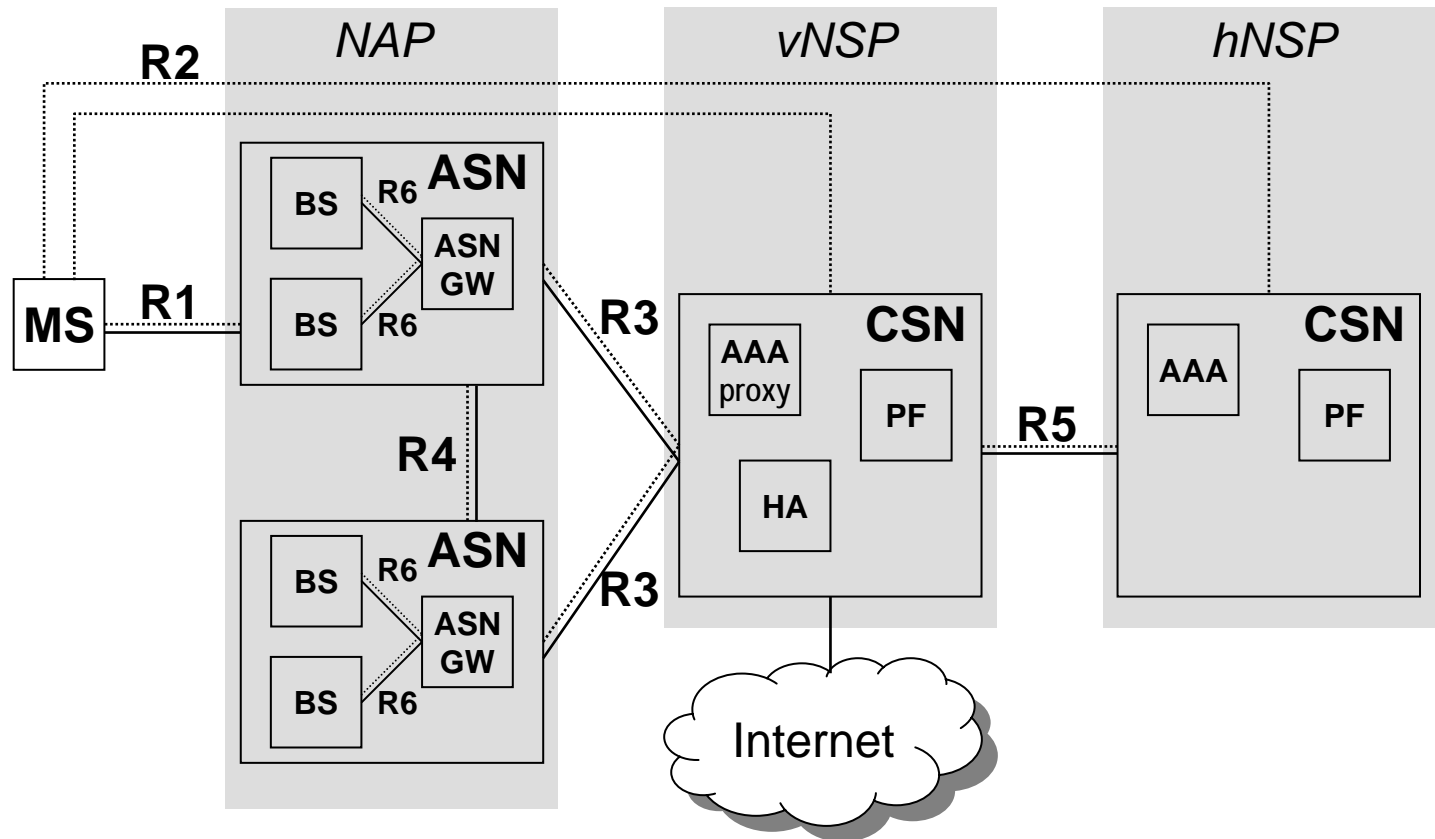 NAP
vNSP
hNSP
R2
ASN
BS
R6
ASN
GW
BS
R6
MS
R1
R3
CSN
AAA
proxy
PF
HA
CSN
AAA
PF
R5
R4
ASN
BS
R6
ASN
GW
BS
R6
R3
Internet